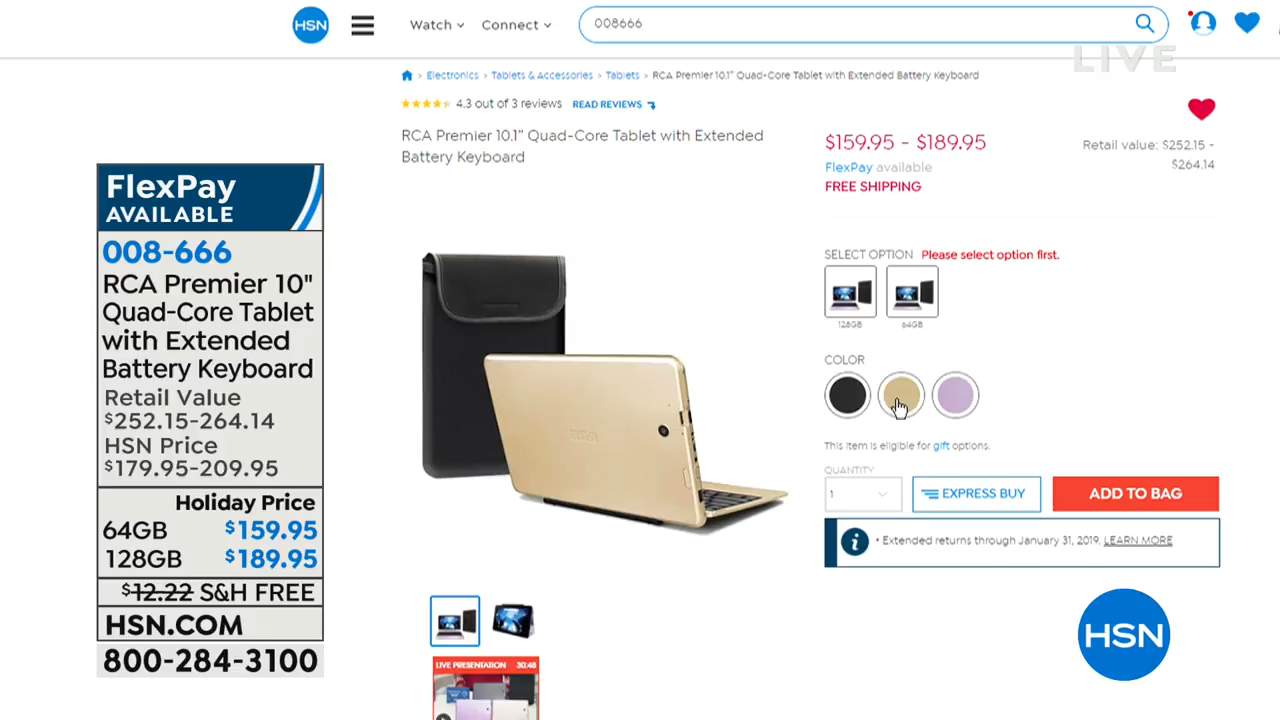 HSN
Watch
Connect
008666
LIVE
Electronics > Tablets & Accessories > Tablets > RCA Premier 10.1" Quad-Core Tablet with Extended Battery Keyboard
4.3 out of 3 reviews READ REVIEWS
RCA Premier 10.1" Quad-Core Tablet with Extended
Battery Keyboard
$159.95 - $189.95
Retail value: $252.15 -
$264.14
FlexPay available
FREE SHIPPING
SELECT OPTION Please select option first.
128GB 64GB
COLOR
This item is eligible for gift options.
QUANTITY
1
EXPRESS BUY
ADD TO BAG
• Extended returns through January 31, 2019. LEARN MORE
LIVE PRESENTATION 30:48
HSN
FlexPay
AVAILABLE
008-666
RCA Premier 10"
Quad-Core Tablet
with Extended
Battery Keyboard
Retail Value
$252.15-264.14
HSN Price
$179.95-209.95
Holiday Price
64GB $159.95
128GB $189.95
$12.22 S&H FREE
HSN.COM
800-284-3100